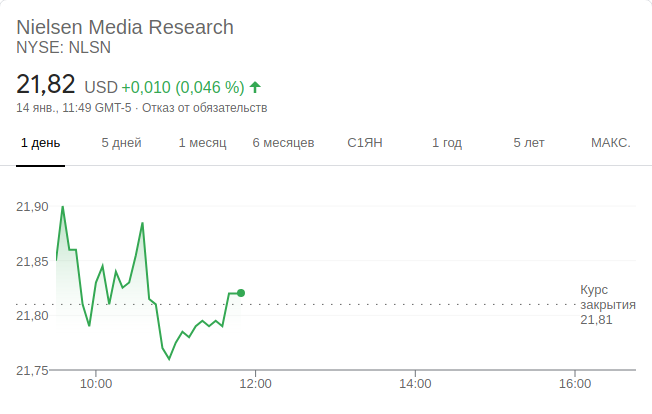 Nielsen Media Research
NYSE: NLSN
21,82 USD +0,010 (0,046 %)
14 янв., 11:49 GMT-5 · Отказ от обязательств
1 день 5 дней 1 месяц 6 месяцев С1ЯН 1 год 5 лет МАКС.
21,90
21,85
Курс
закрытия
21,81
21,80
21,75
10:00 12:00 14:00 16:00